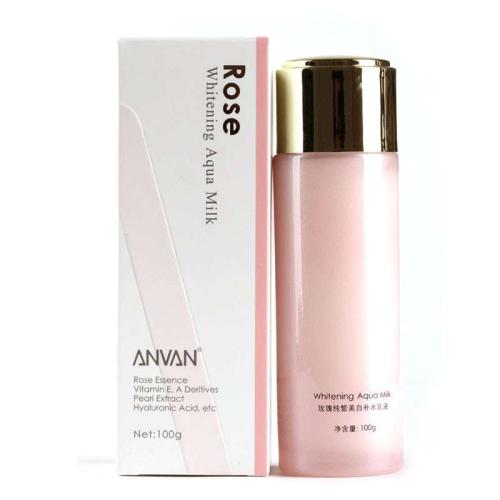 Rose
Whitening Aqua Milk
ANVAN®
Rose Essence
Vitamin E, A Deritives
Pearl Extract
Hyaluronic Acid, etc
Net:100g
Whitening Aqua Milk
玫瑰纯皙美白补水乳液
净含量: 100g